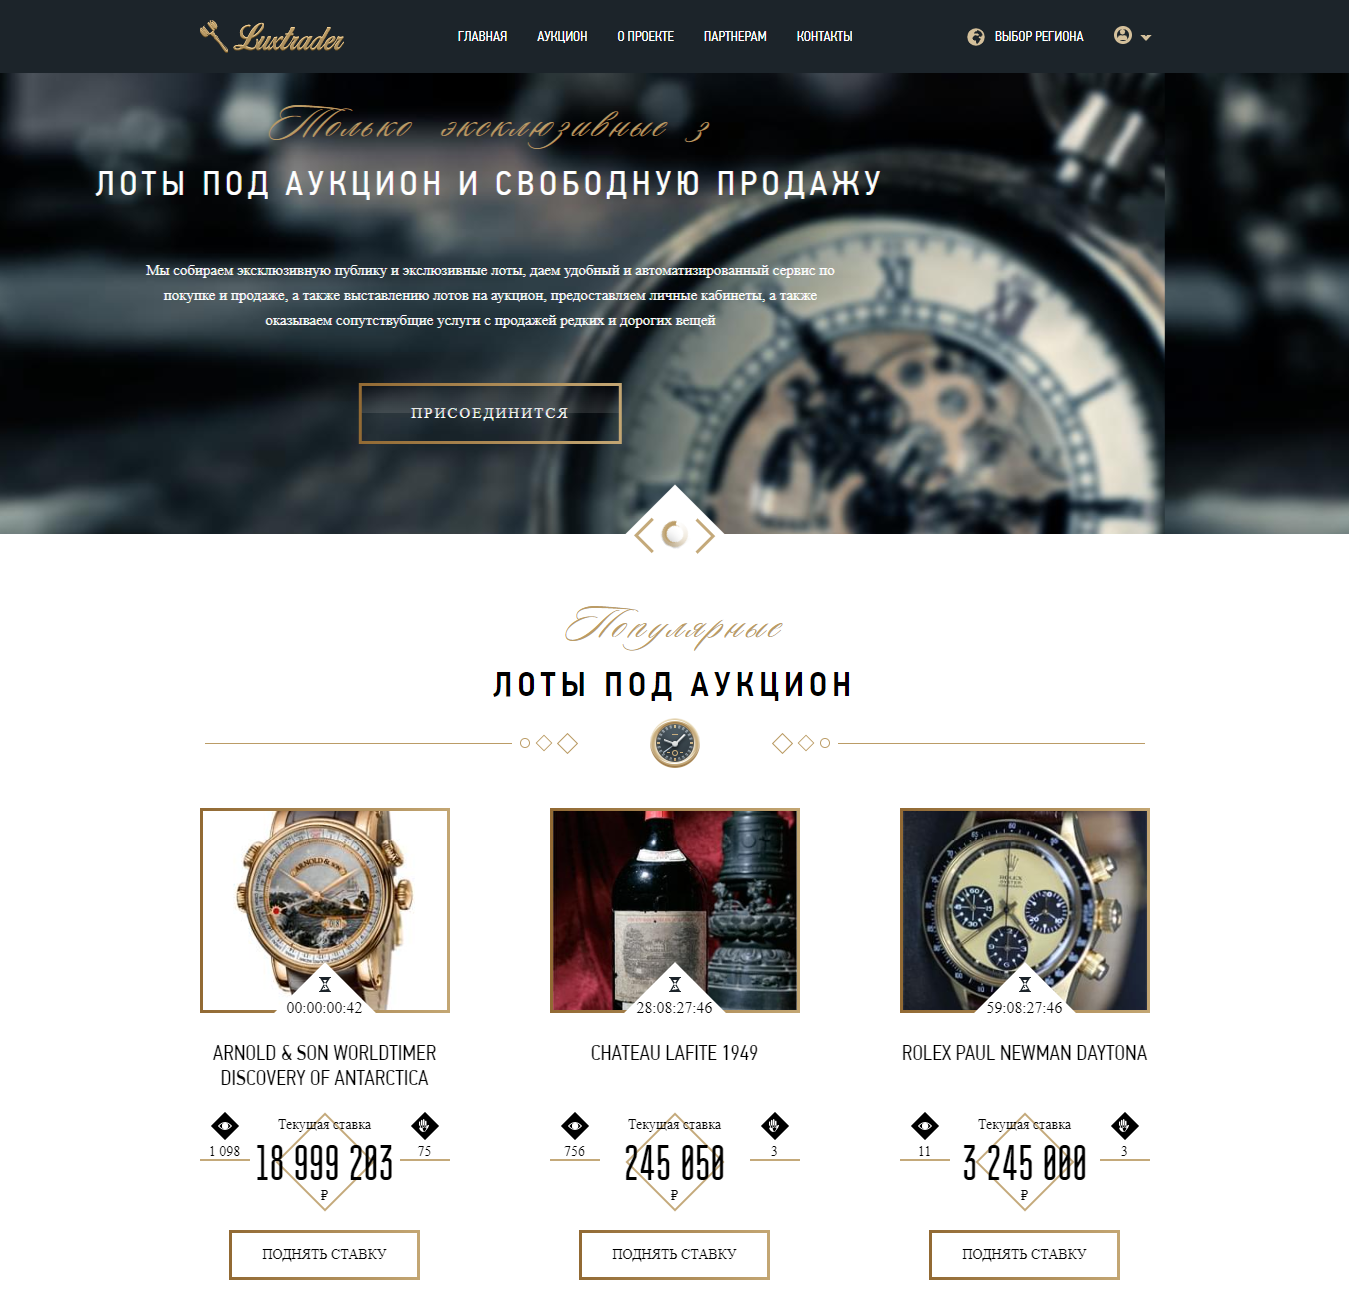 Luxtrader
ГЛАВНАЯ АУКЦИОН О ПРОЕКТЕ ПАРТНЕРАМ КОНТАКТЫ
ВЫБОР РЕГИОНА
Только эксклюзивные з
ЛОТЫ ПОД АУКЦИОН И СВОБОДНУЮ ПРОДАЖУ
Мы собираем эксклюзивную публику и экслюзивные лоты, даем удобный и автоматизированный сервис по
покупке и продаже, а также выставлению лотов на аукцион, предоставляем личные кабинеты, а также
оказываем сопутствубщие услуги с продажей редких и дорогих вещей
ПРИСОЕДИНИТСЯ
Популярные
ЛОТЫ ПОД АУКЦИОН
ARNOLD & SON
00:00:00:42
ARNOLD & SON WORLDTIMER
DISCOVERY OF ANTARCTICA
Текущая ставка
1 098
18 999 203
75
₽
ПОДНЯТЬ СТАВКУ
28:08:27:46
CHATEAU LAFITE 1949
Текущая ставка
756
245 050
3
₽
ПОДНЯТЬ СТАВКУ
ROLEX
59:08:27:46
ROLEX PAUL NEWMAN DAYTONA
Текущая ставка
11
3 245 000
3
₽
ПОДНЯТЬ СТАВКУ